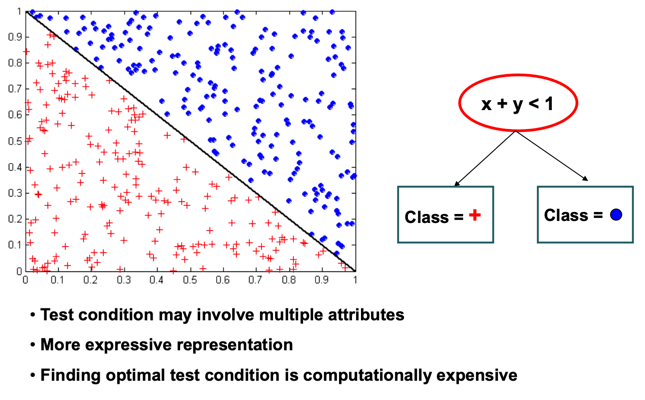 1
0.9
0.8
0.7
0.6
0.5
0.4
0.3
0.2
0.1
0
0 0.1 0.2 0.3 0.4 0.5 0.6 0.7 0.8 0.9 1
x + y < 1
Class = +
Class =
• Test condition may involve multiple attributes
• More expressive representation
• Finding optimal test condition is computationally expensive